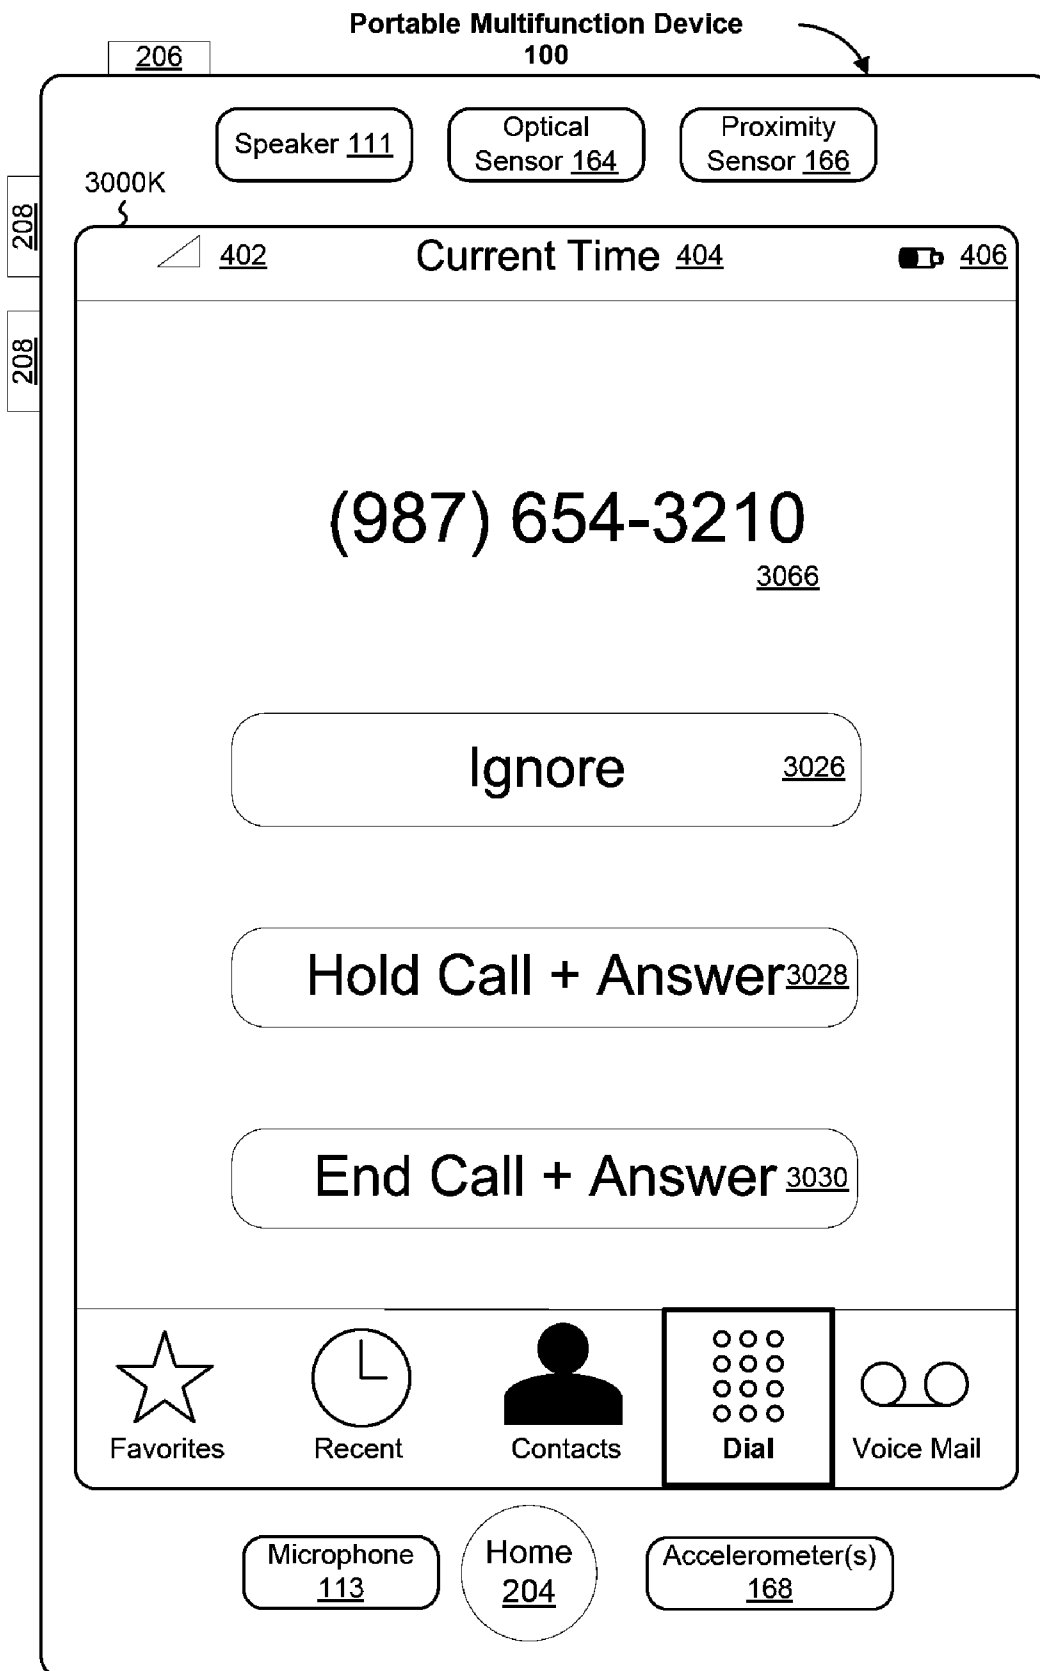 Portable Multifunction Device
100
206
Speaker 111
Optical
Sensor 164
Proximity
Sensor 166
3000K
208
208
402
Current Time 404
406
(987) 654-3210
3066
Ignore 3026
Hold Call + Answer 3028
End Call + Answer 3030
Favorites
Recent
Contacts
Dial
Voice Mail
Microphone
113
Home
204
Accelerometer(s)
168